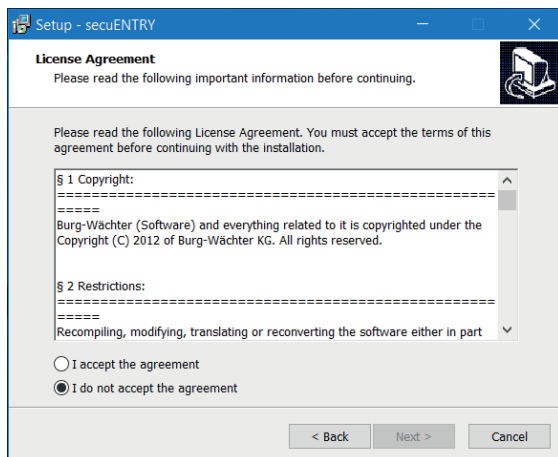 Setup - secuENTRY
License Agreement
Please read the following important information before continuing.
Please read the following License Agreement. You must accept the terms of this
agreement before continuing with the installation.
§ 1 Copyright:
======================================================
=====
Burg-Wächter (Software) and everything related to it is copyrighted under the
Copyright (C) 2012 of Burg-Wächter KG. All rights reserved.
§ 2 Restrictions:
======================================================
=====
Recompiling, modifying, translating or reconverting the software either in part
I accept the agreement
I do not accept the agreement
< Back Next > Cancel